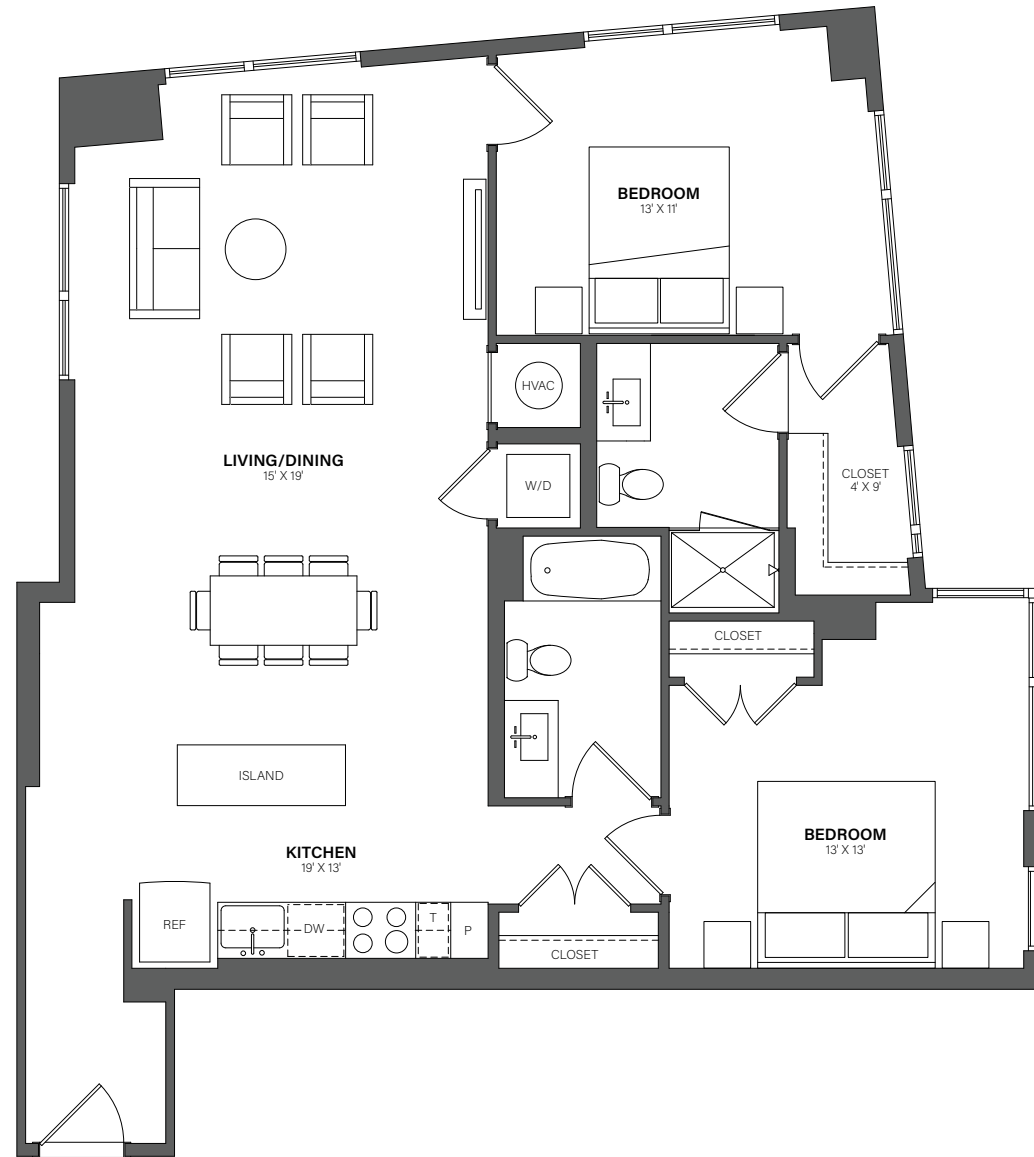 BEDROOM
13' X 11'
HVAC
LIVING/DINING
15' X 19'
W/D
CLOSET
4' X 9'
CLOSET
ISLAND
BEDROOM
13' X 13'
KITCHEN
19' X 13'
REF
DW
T
P
CLOSET